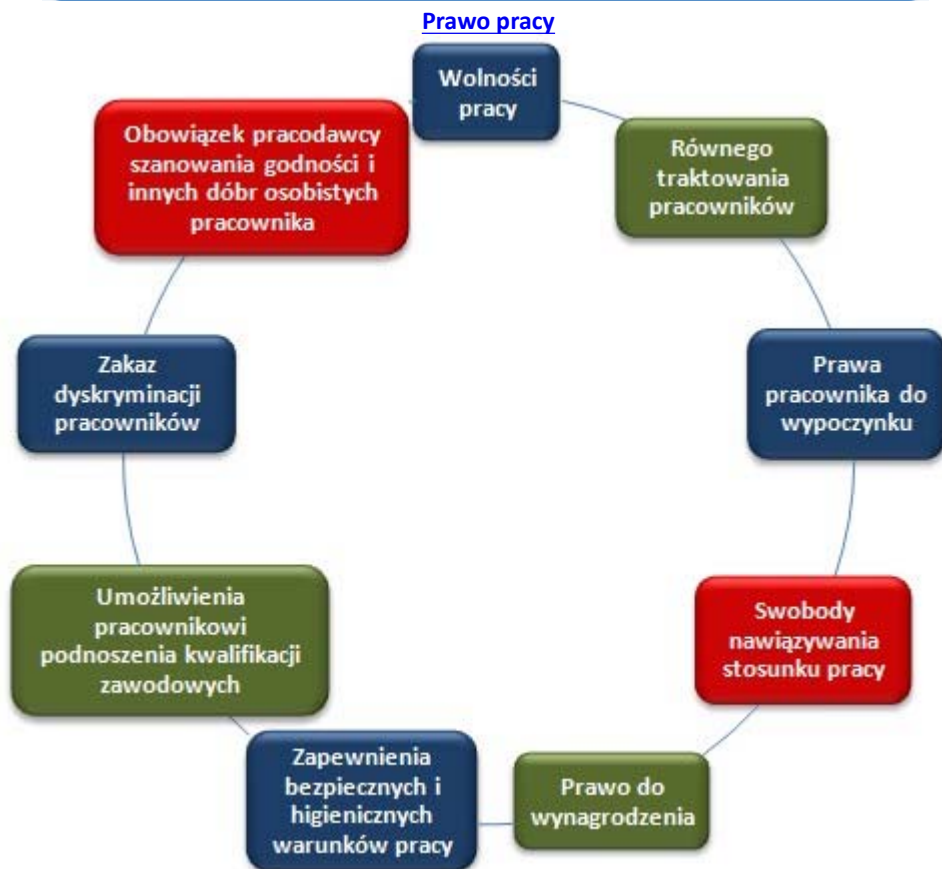 Prawo pracy
Wolności
pracy
Równego
traktowania
pracowników
Prawa
pracownika do
wypoczynku
Swobody
nawiązywania
stosunku pracy
Prawo do
wynagrodzenia
Zapewnienia
bezpiecznych i
higienicznych
warunków pracy
Umożliwienia
pracownikowi
podnoszenia kwalifikacji
zawodowych
Zakaz
dyskryminacji
pracowników
Obowiązek pracodawcy
szanowania godności i
innych dóbr osobistych
pracownika